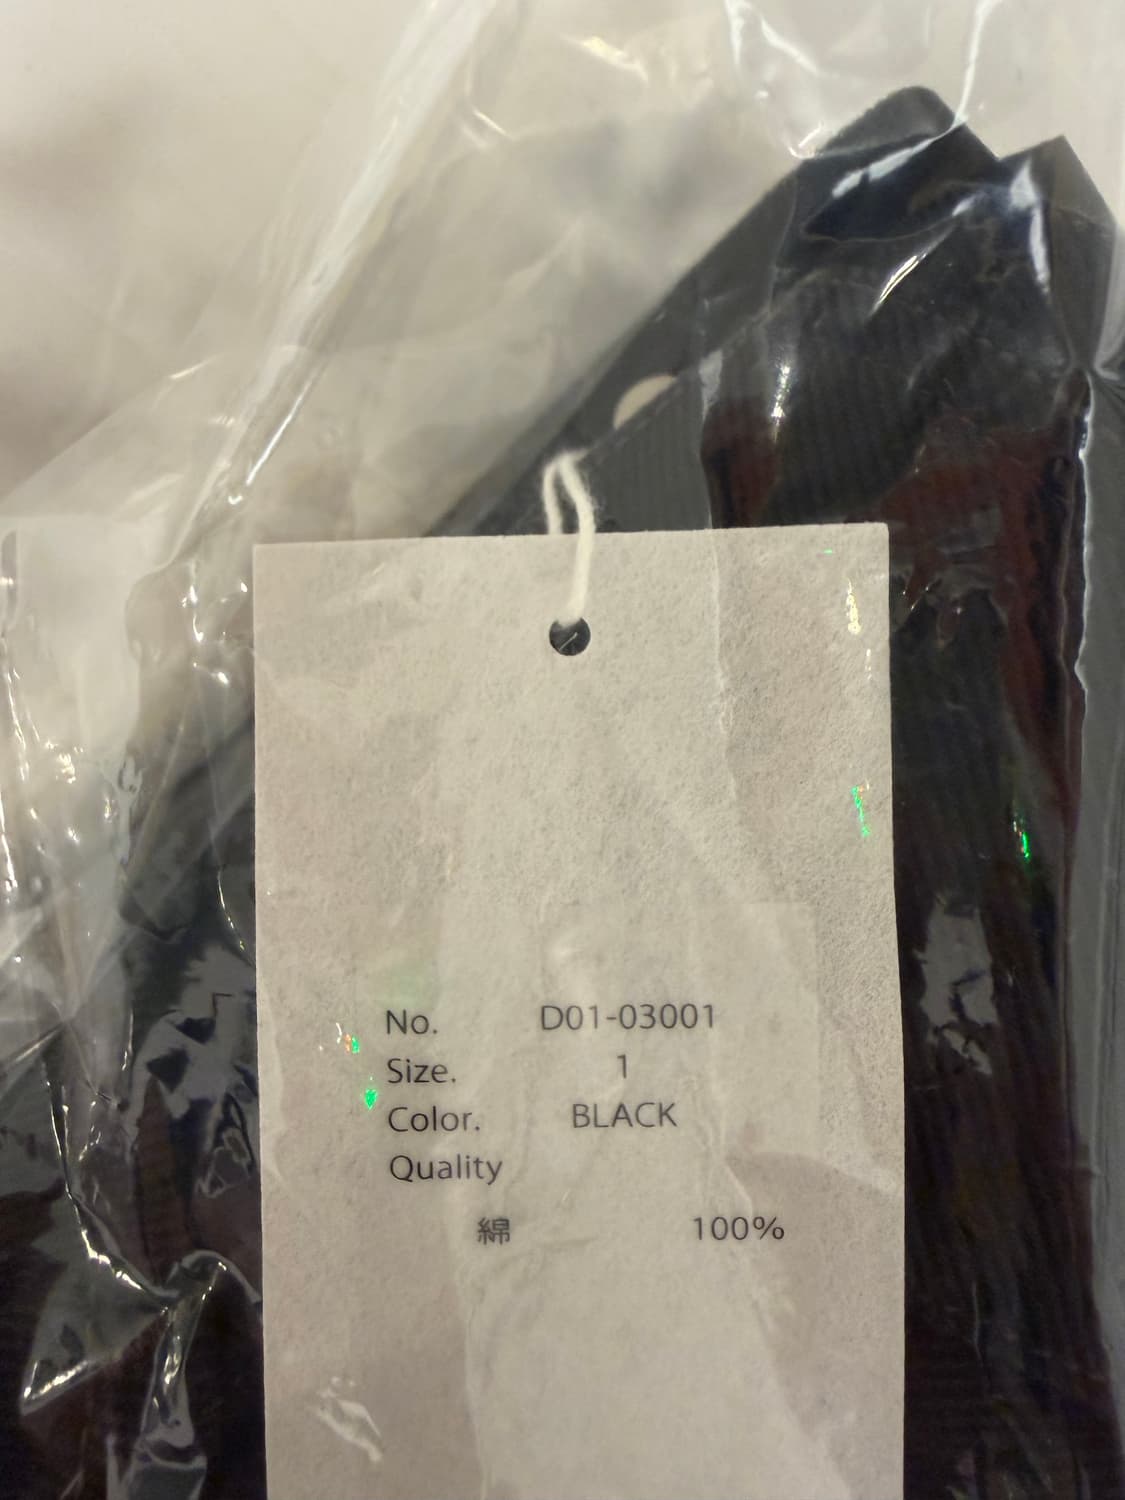 No. D01-03001
Size. 1
Color. BLACK
Quality
綿 100%